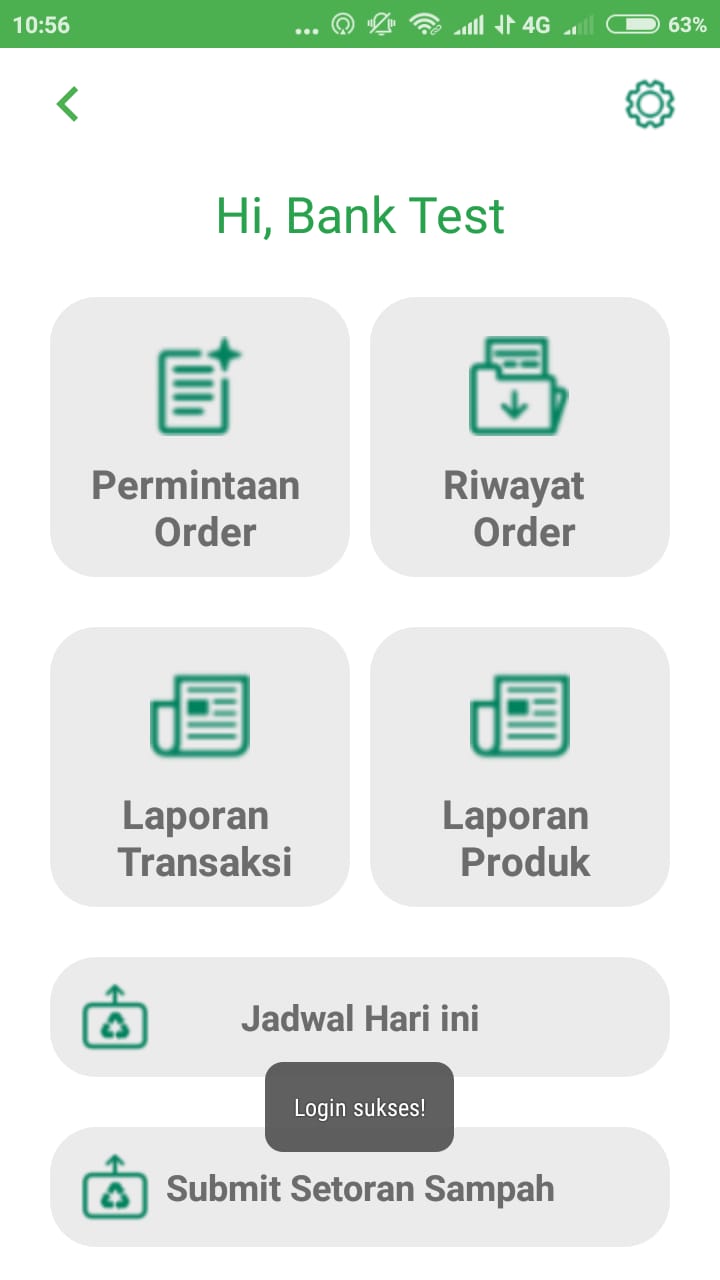 10:56
4G
63%
Hi, Bank Test
Permintaan
Order
Riwayat
Order
Laporan
Transaksi
Laporan
Produk
Jadwal Hari ini
Login sukses!
Submit Setoran Sampah